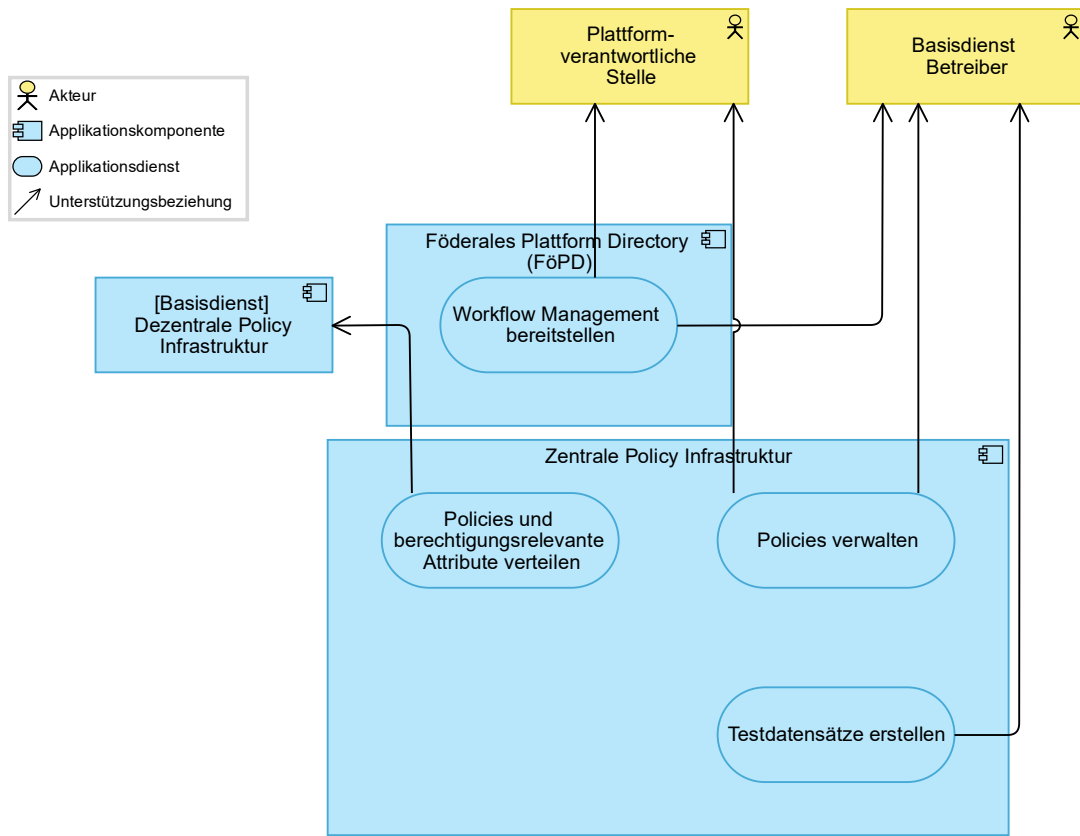 Plattform-
verantwortliche
Stelle
Basisdienst
Betreiber
Akteur
Applikationskomponente
Applikationsdienst
Unterstützungsbeziehung
Föderales Plattform Directory
(FöPD)
[Basisdienst]
Dezentrale Policy
Infrastruktur
Workflow Management
bereitstellen
Zentrale Policy Infrastruktur
Policies und
berechtigungsrelevante
Attribute verteilen
Policies verwalten
Testdatensätze erstellen